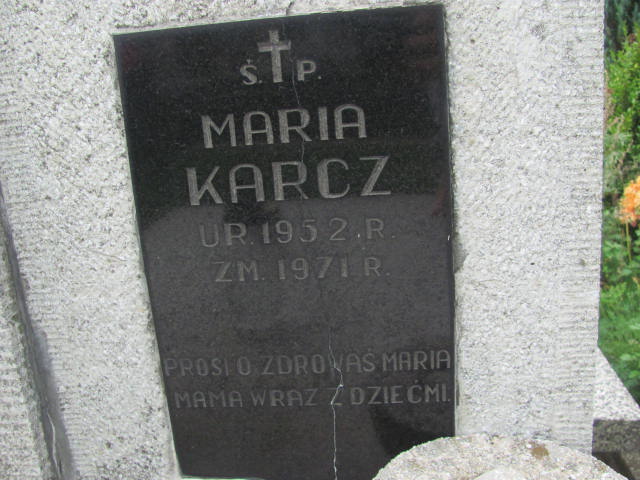 Ś. P.
MARIA
KARCZ
UR. 1952. R.
ZM. 1971. R.
PROSI O ZDROWAŚ MARIA
MAMA WRAZ Z DZIEĆMI.